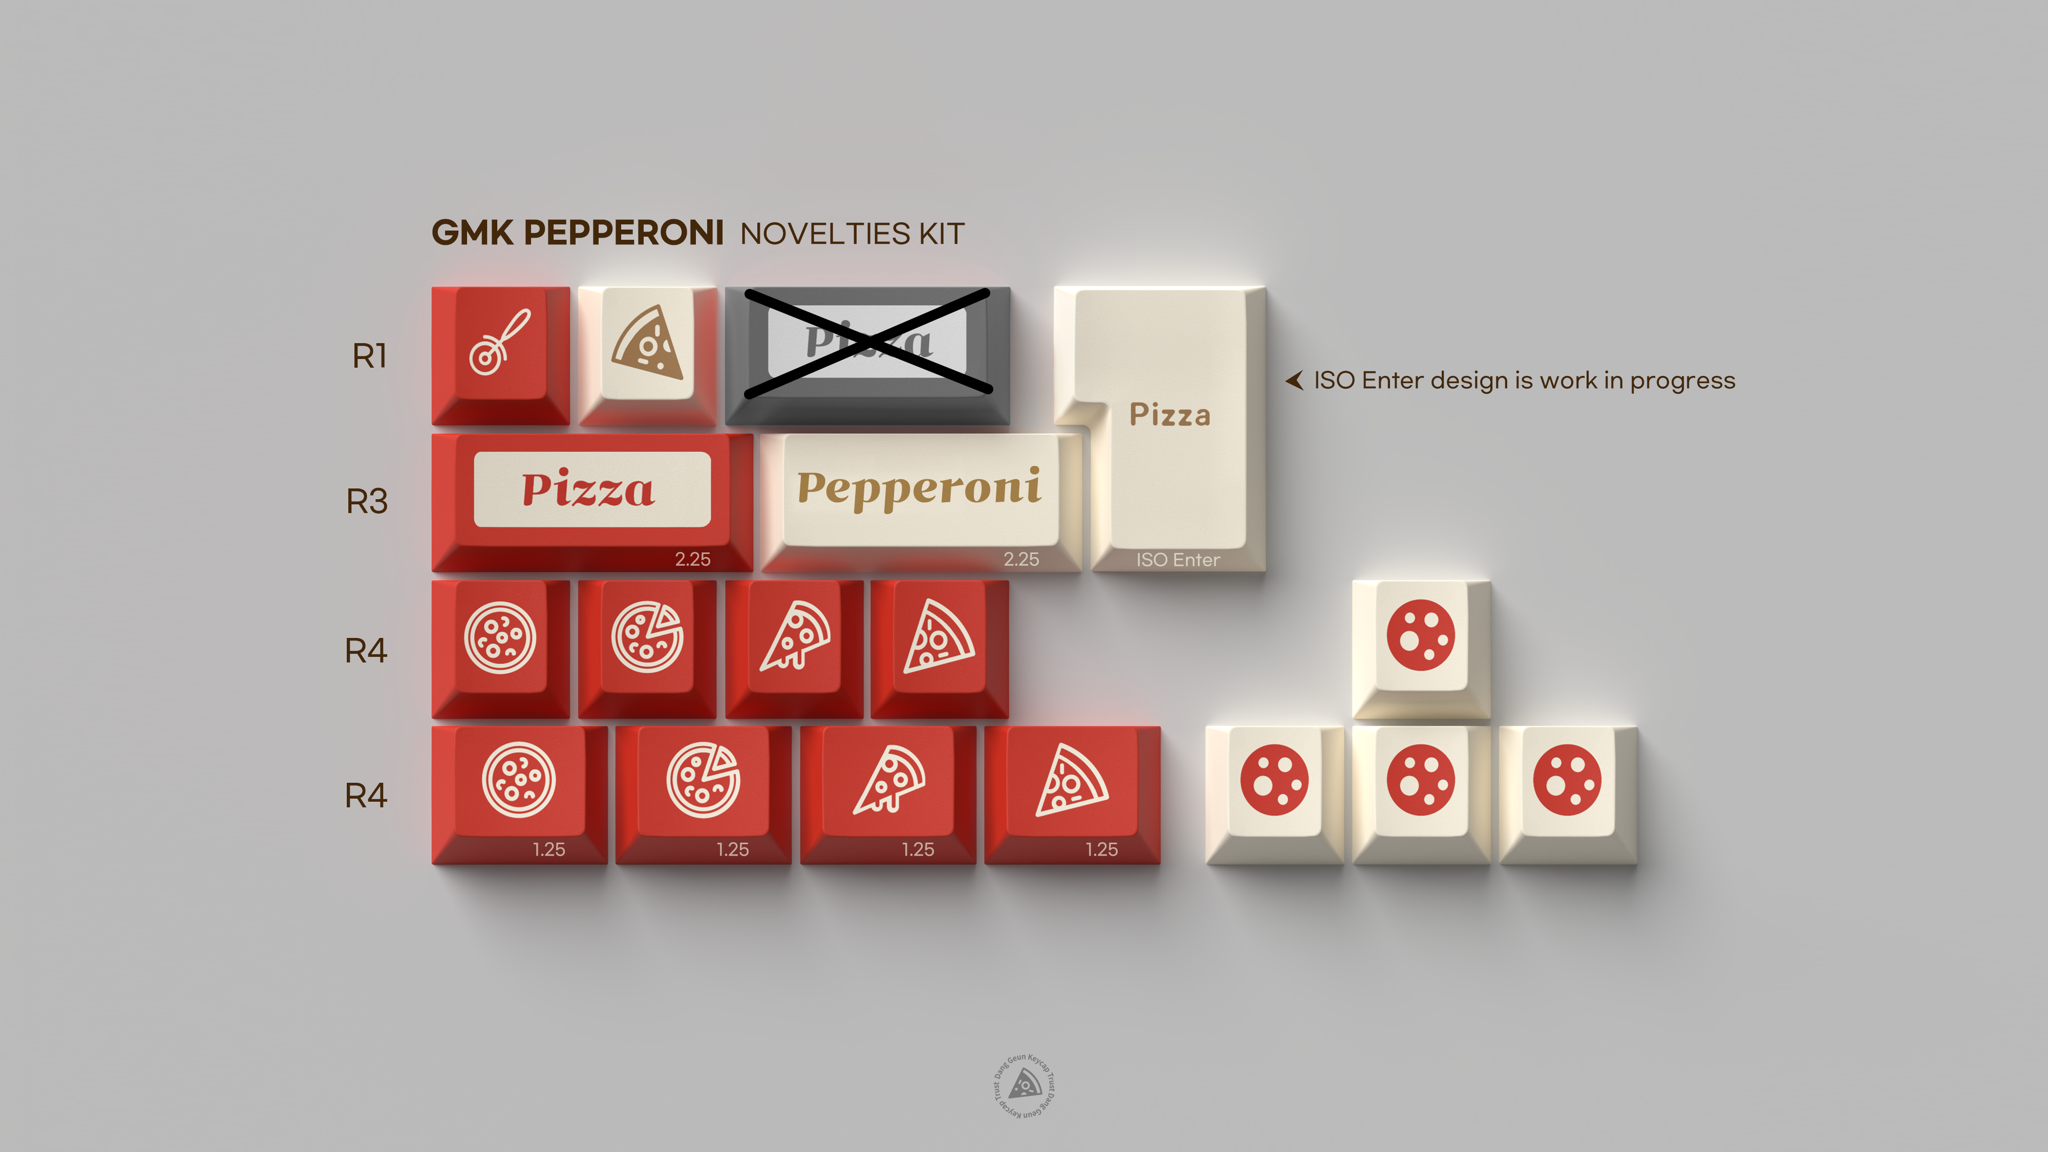 GMK PEPPERONI NOVELTIES KIT
R1
Pizza
Pizza
ISO Enter design is work in progress
R3
Pizza
2.25
Pepperoni
2.25
ISO Enter
R4
R4
1.25
1.25
1.25
1.25
Dang Geun Keycap Trust Dang Geun Keycap Trust